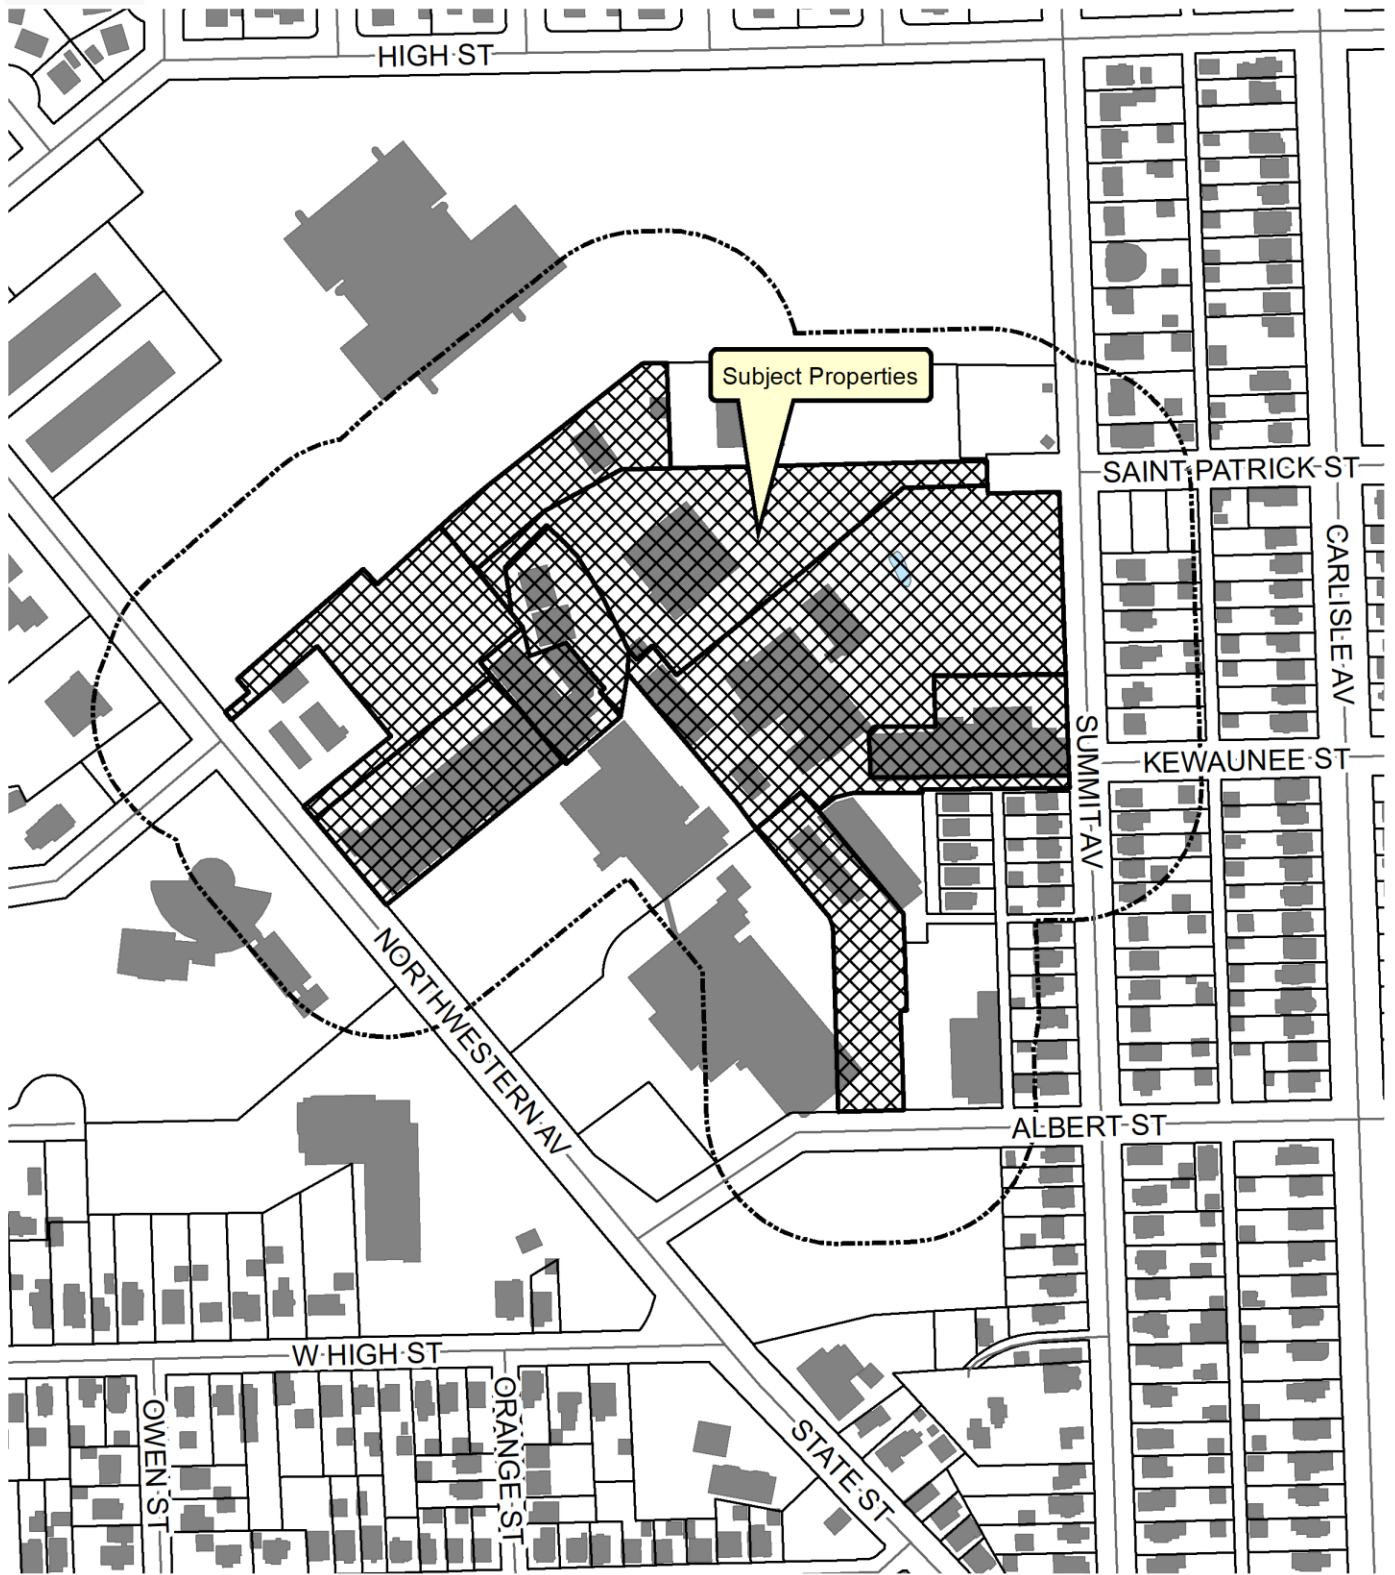 HIGH ST
Subject Properties
SAINT PATRICK ST
CARLISLE AV
SUMMIT AV
KEWAUNEE ST
NORTHWESTERN AV
ALBERT ST
W HIGH ST
OWEN ST
ORANGE ST
STATE ST